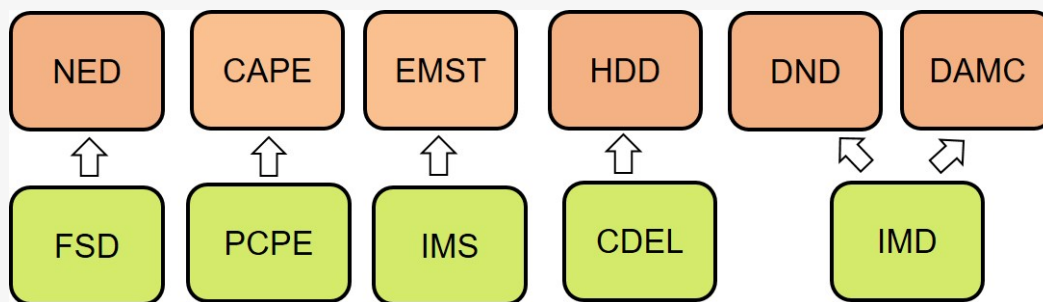 NED CAPE EMST HDD DND DAMC
FSD PCPE IMS CDEL IMD